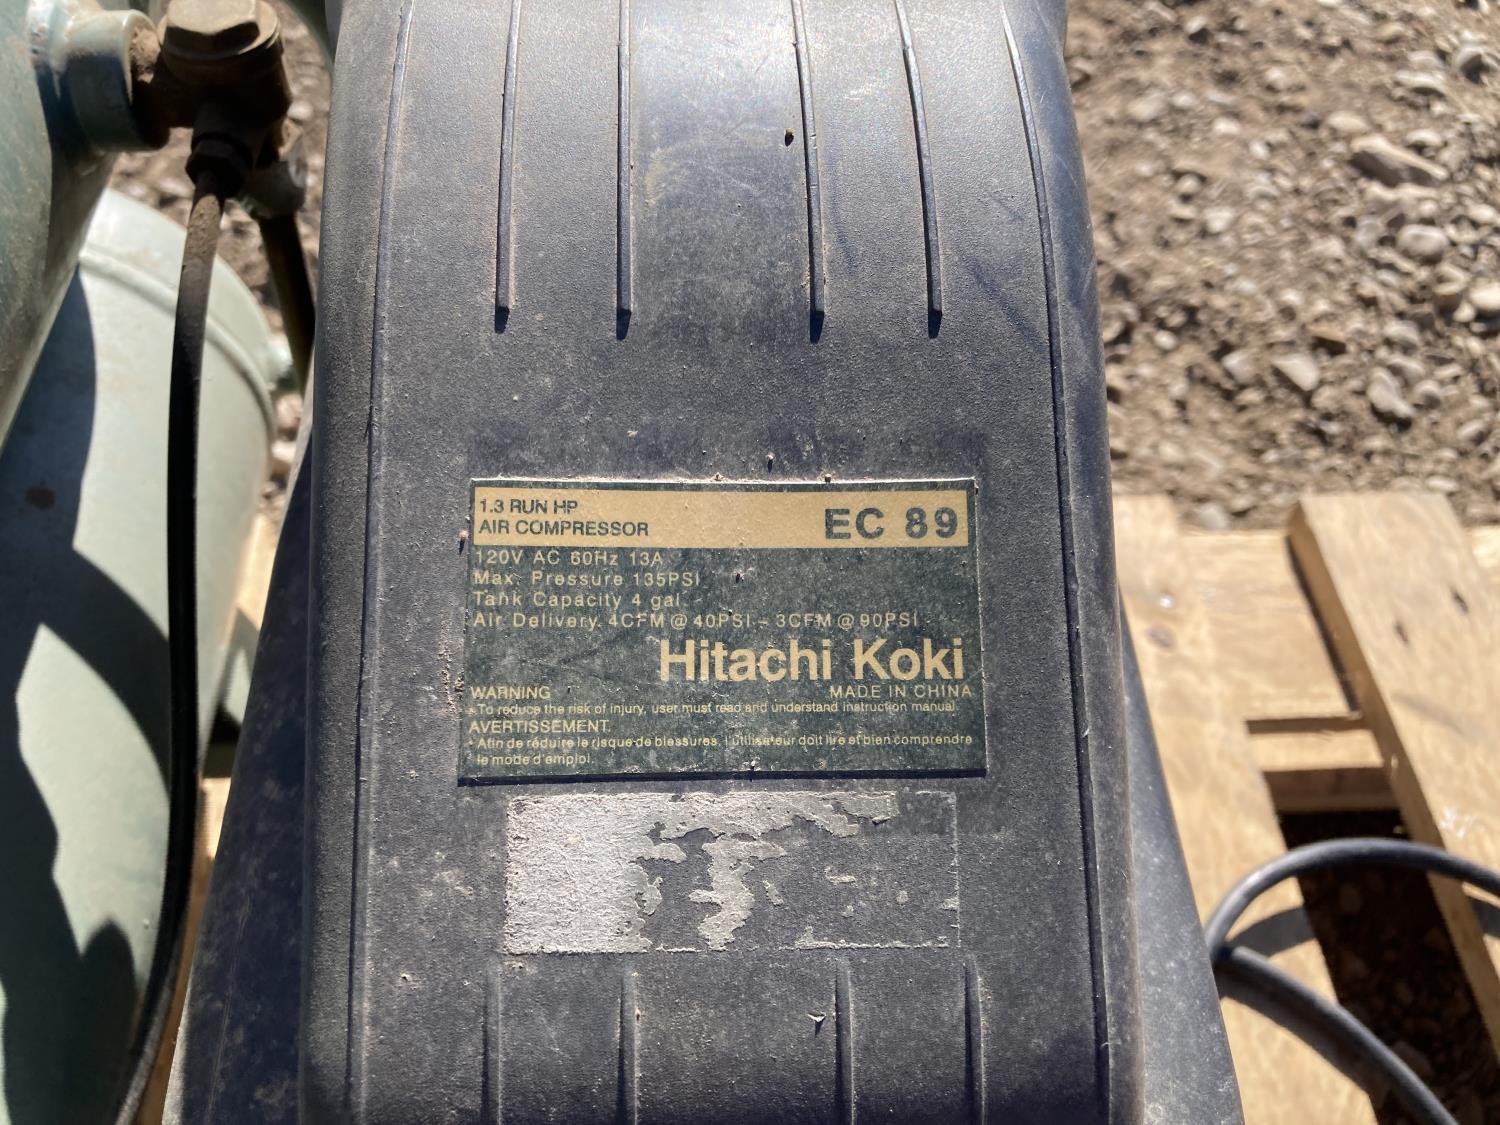 1.3 RUN HP
AIR COMPRESSOR
EC 89
120V AC 60Hz 13A
Max. Pressure 135PSI
Tank Capacity 4 gal.
Air Delivery. 4CFM @ 40PSI - 3CFM @ 90PSI
Hitachi Koki
WARNING
MADE IN CHINA
• To reduce the risk of injury, user must read and understand instruction manual.
AVERTISSEMENT.
• Afin de réduire le risque de blessures, l'utilisateur doit lire et bien comprendre
le mode d'emploi.